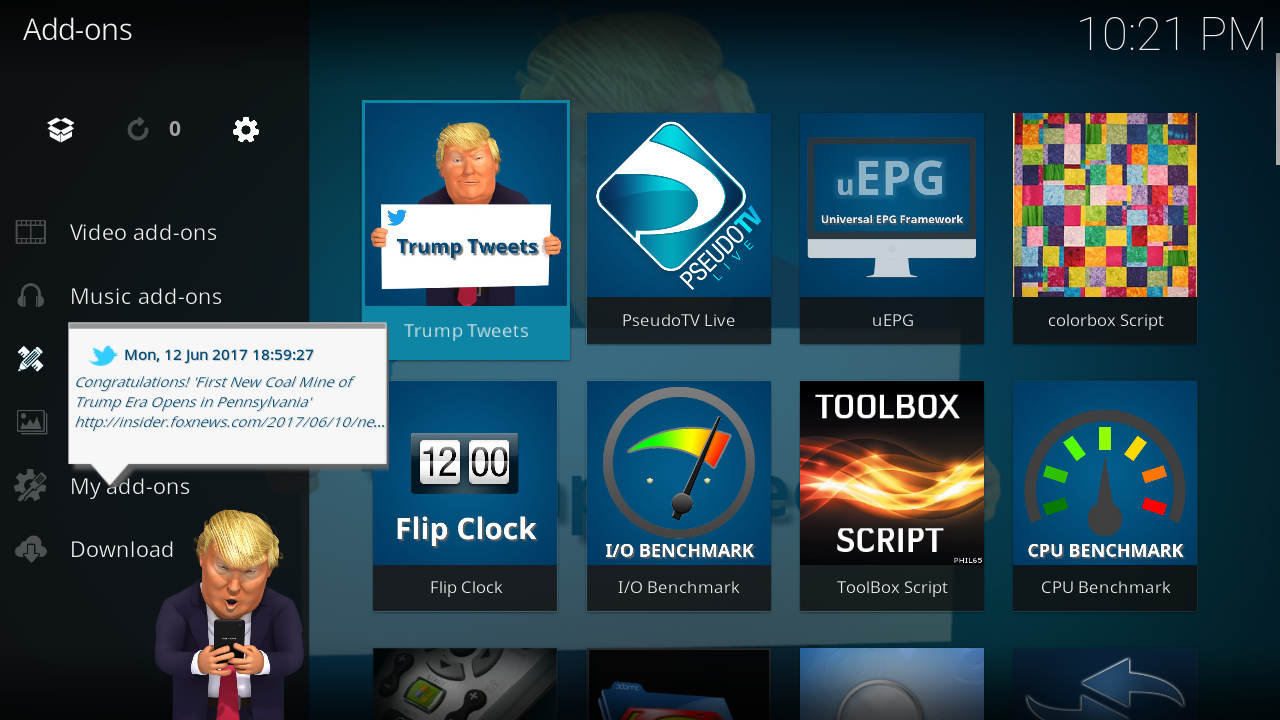 Add-ons
10:21 PM
0
Video add-ons
Music add-ons
Mon, 12 Jun 2017 18:59:27
Congratulations! 'First New Coal Mine of
Trump Era Opens in Pennsylvania'
http://insider.foxnews.com/2017/06/10/ne...
My add-ons
Download
Trump Tweets
Trump Tweets
PSEUDOTV
LIVE
PseudoTV Live
uEPG
Universal EPG Framework
uEPG
colorbox Script
12 00
Flip Clock
Flip Clock
I/O BENCHMARK
I/O Benchmark
TOOLBOX
SCRIPT
PHIL65
ToolBox Script
CPU BENCHMARK
CPU Benchmark